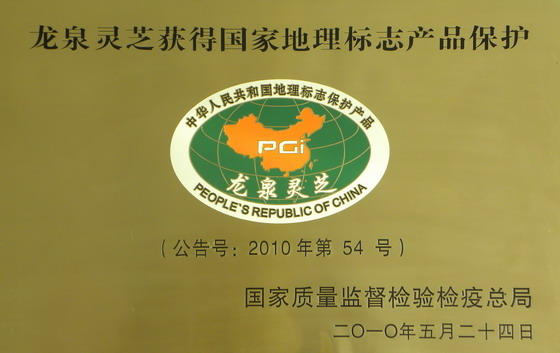 龙泉灵芝获得国家地理标志产品保护
中华人民共和国地理标志保护产品
PGi
龙泉灵芝
PEOPLE'S REPUBLIC OF CHINA
（公告号：2010年第 54 号）
国家质量监督检验检疫总局
二〇一〇年五月二十四日